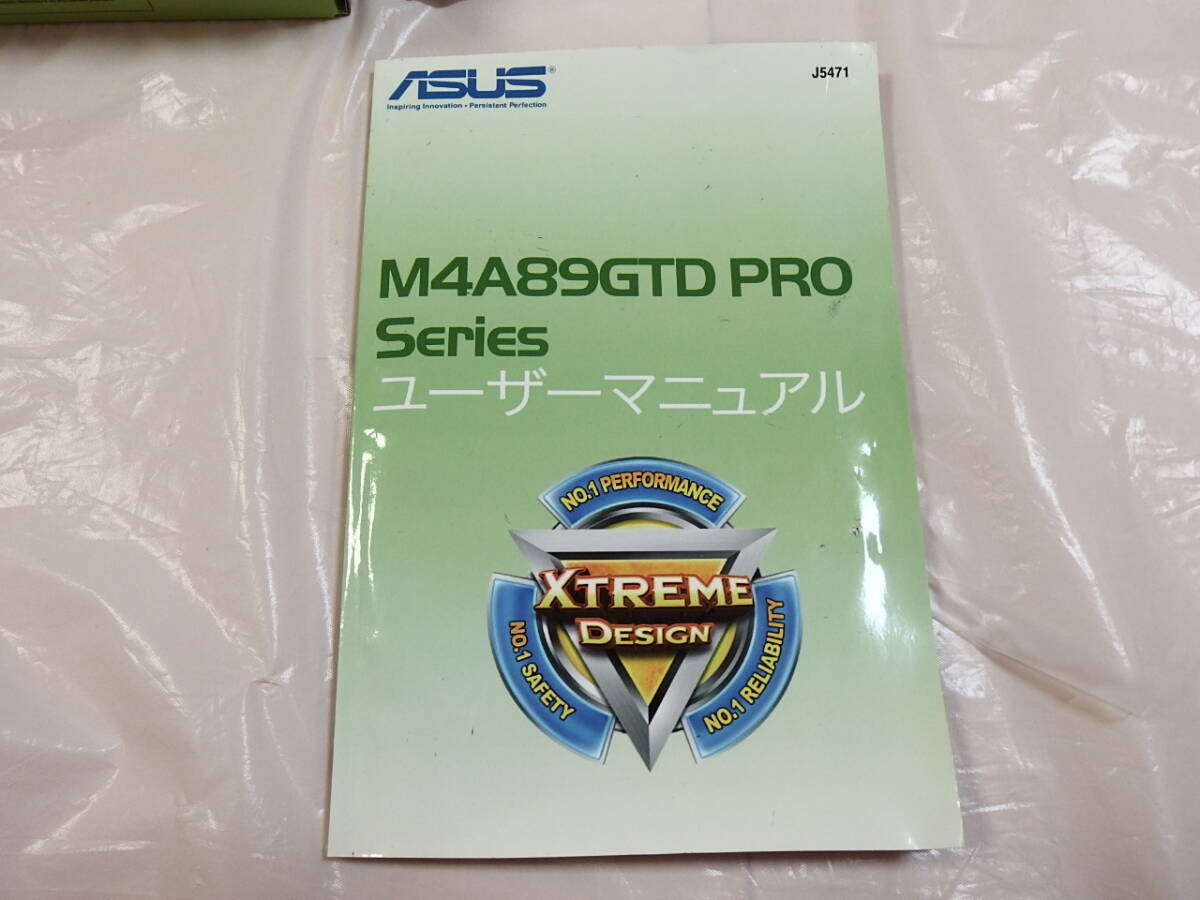 ASUS®
Inspiring Innovation • Persistent Perfection
J5471
M4A89GTD PRO
Series
ユーザーマニュアル
NO.1 PERFORMANCE
XTREME
DESIGN
NO.1 SAFETY
NO.1 RELIABILITY